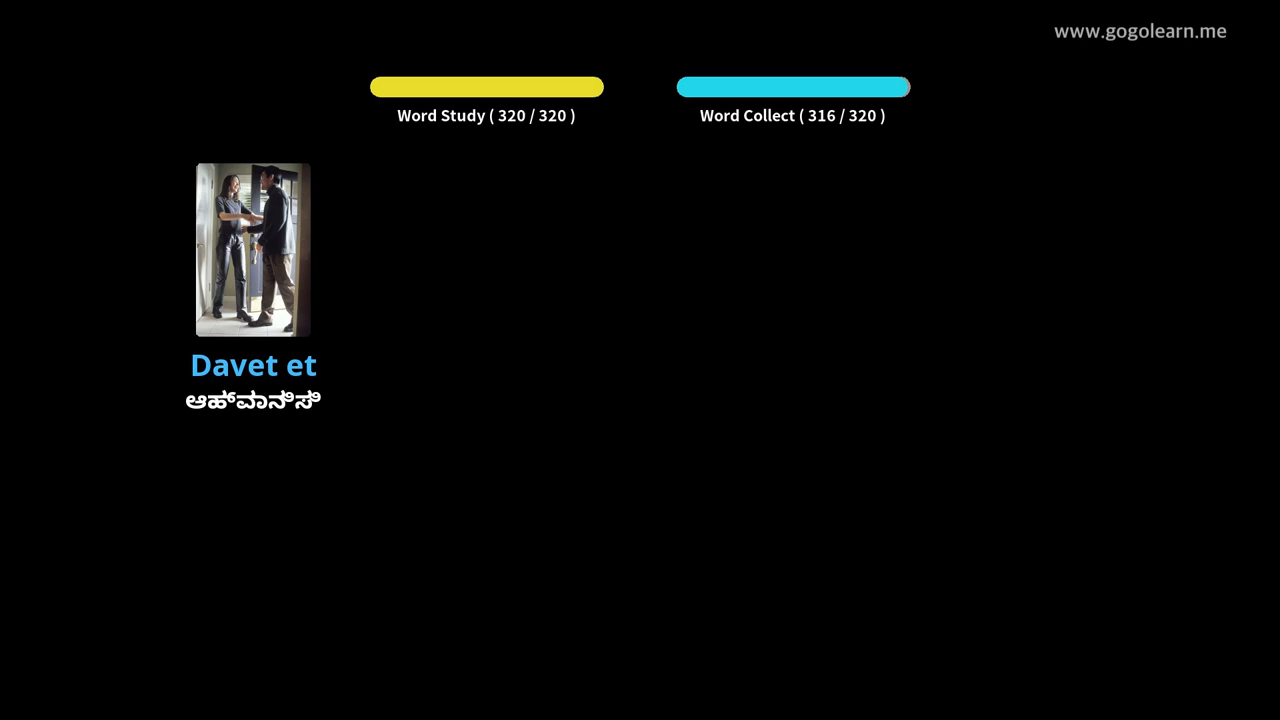 www.gogolearn.me
Word Study ( 320 / 320 )
Word Collect ( 316 / 320 )
Davet et
ಆಹ್ವಾನಿಸಿ